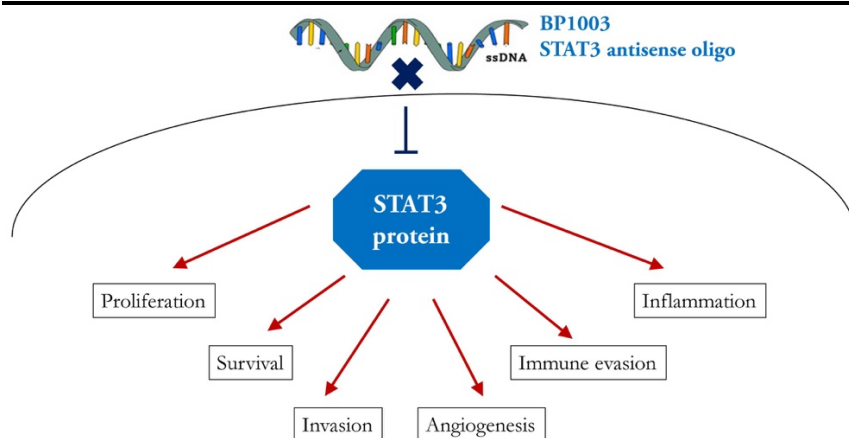 BP1003
STAT3 antisense oligo
ssDNA
STAT3
protein
Proliferation
Inflammation
Survival
Immune evasion
Invasion
Angiogenesis